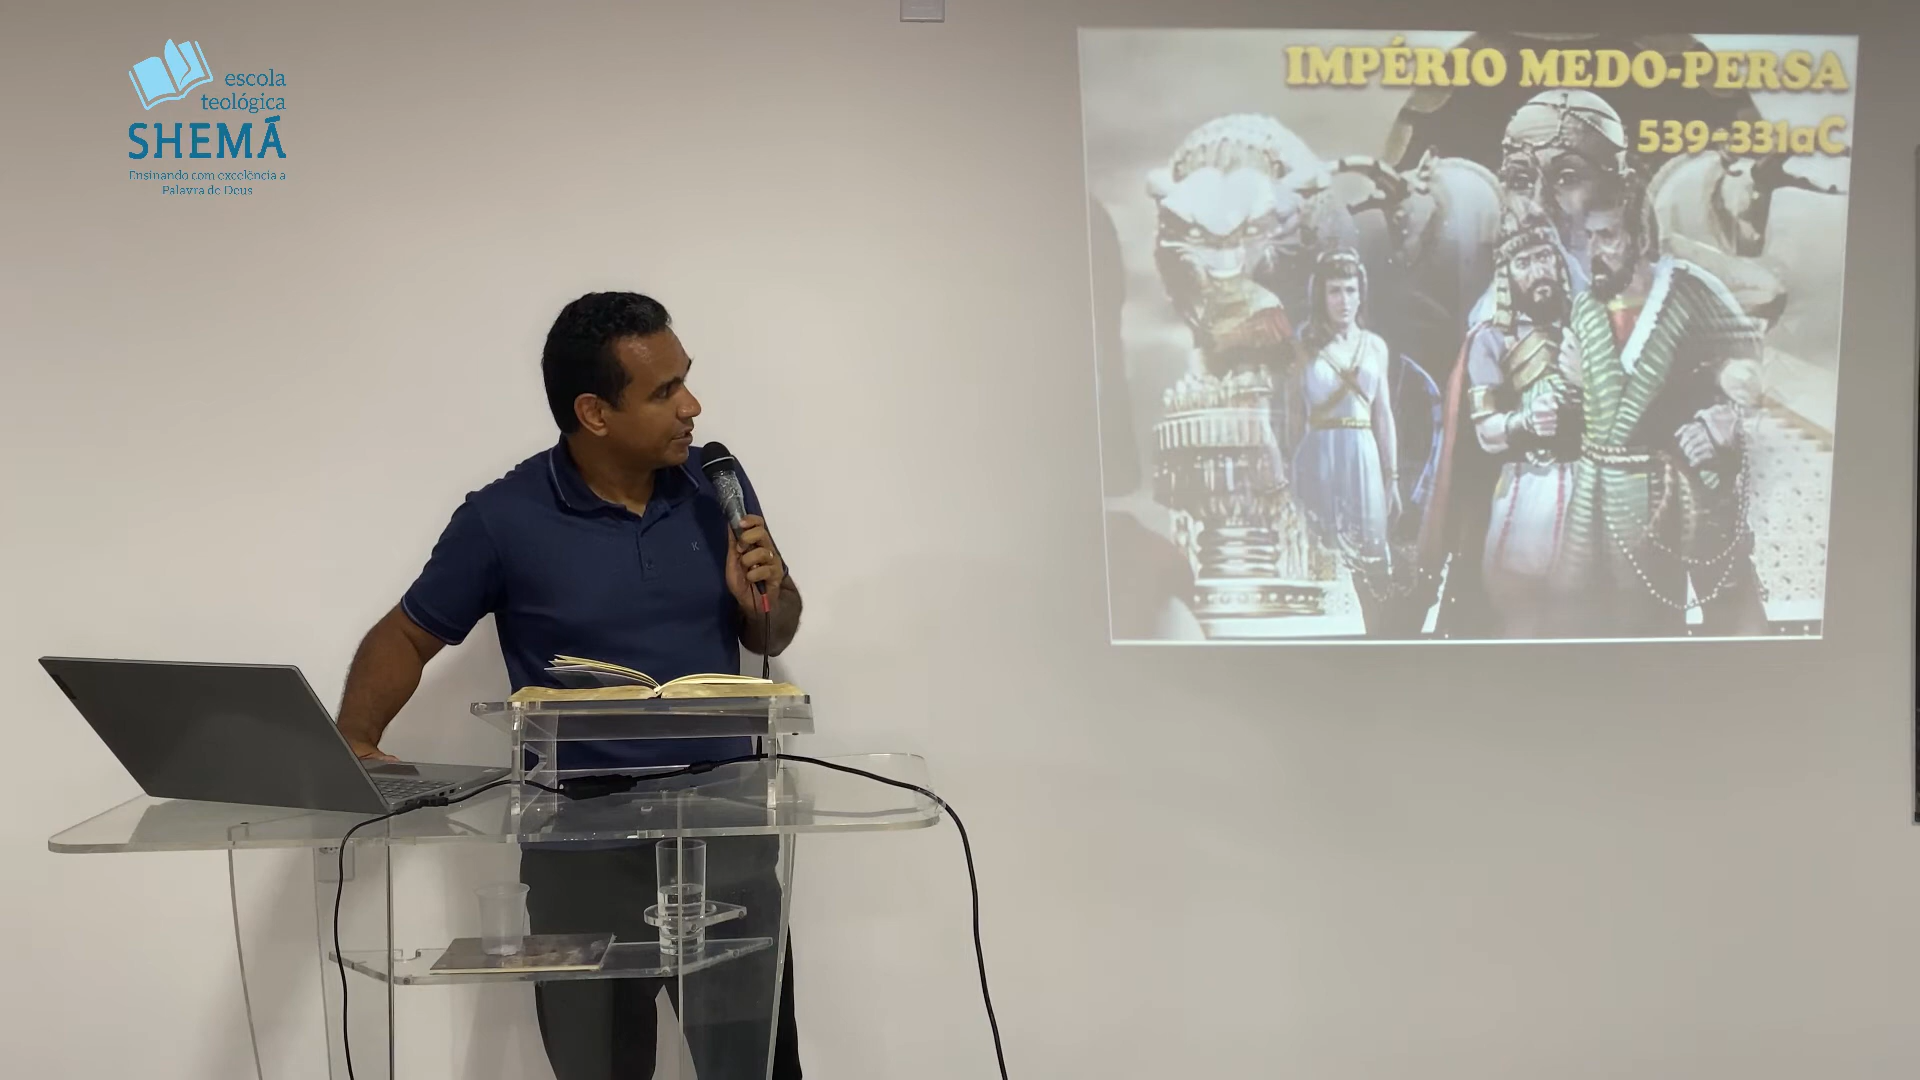 escola
teológica
SHEMÁ
Ensinando com excelência a
Palavra de Deus
IMPÉRIO MEDO-PERSA
539-331aC
K